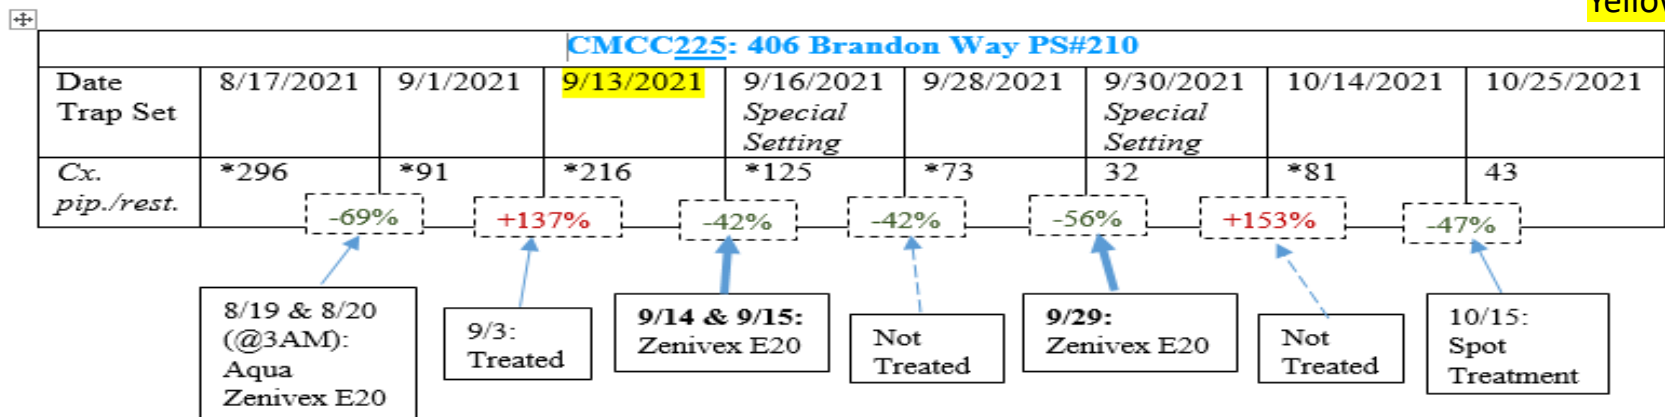 Yellow
CMCC225: 406 Brandon Way PS#210
Date Trap Set 8/17/2021 9/1/2021 9/13/2021 9/16/2021 Special Setting 9/28/2021 9/30/2021 Special Setting 10/14/2021 10/25/2021
Cx. pip./rest. *296 *91 *216 *125 *73 32 *81 43
-69% +137% -42% -42% -56% +153% -47%
8/19 & 8/20
(@3AM):
Aqua
Zenivex E20
9/3:
Treated
9/14 & 9/15:
Zenivex E20
Not
Treated
9/29:
Zenivex E20
Not
Treated
10/15:
Spot
Treatment